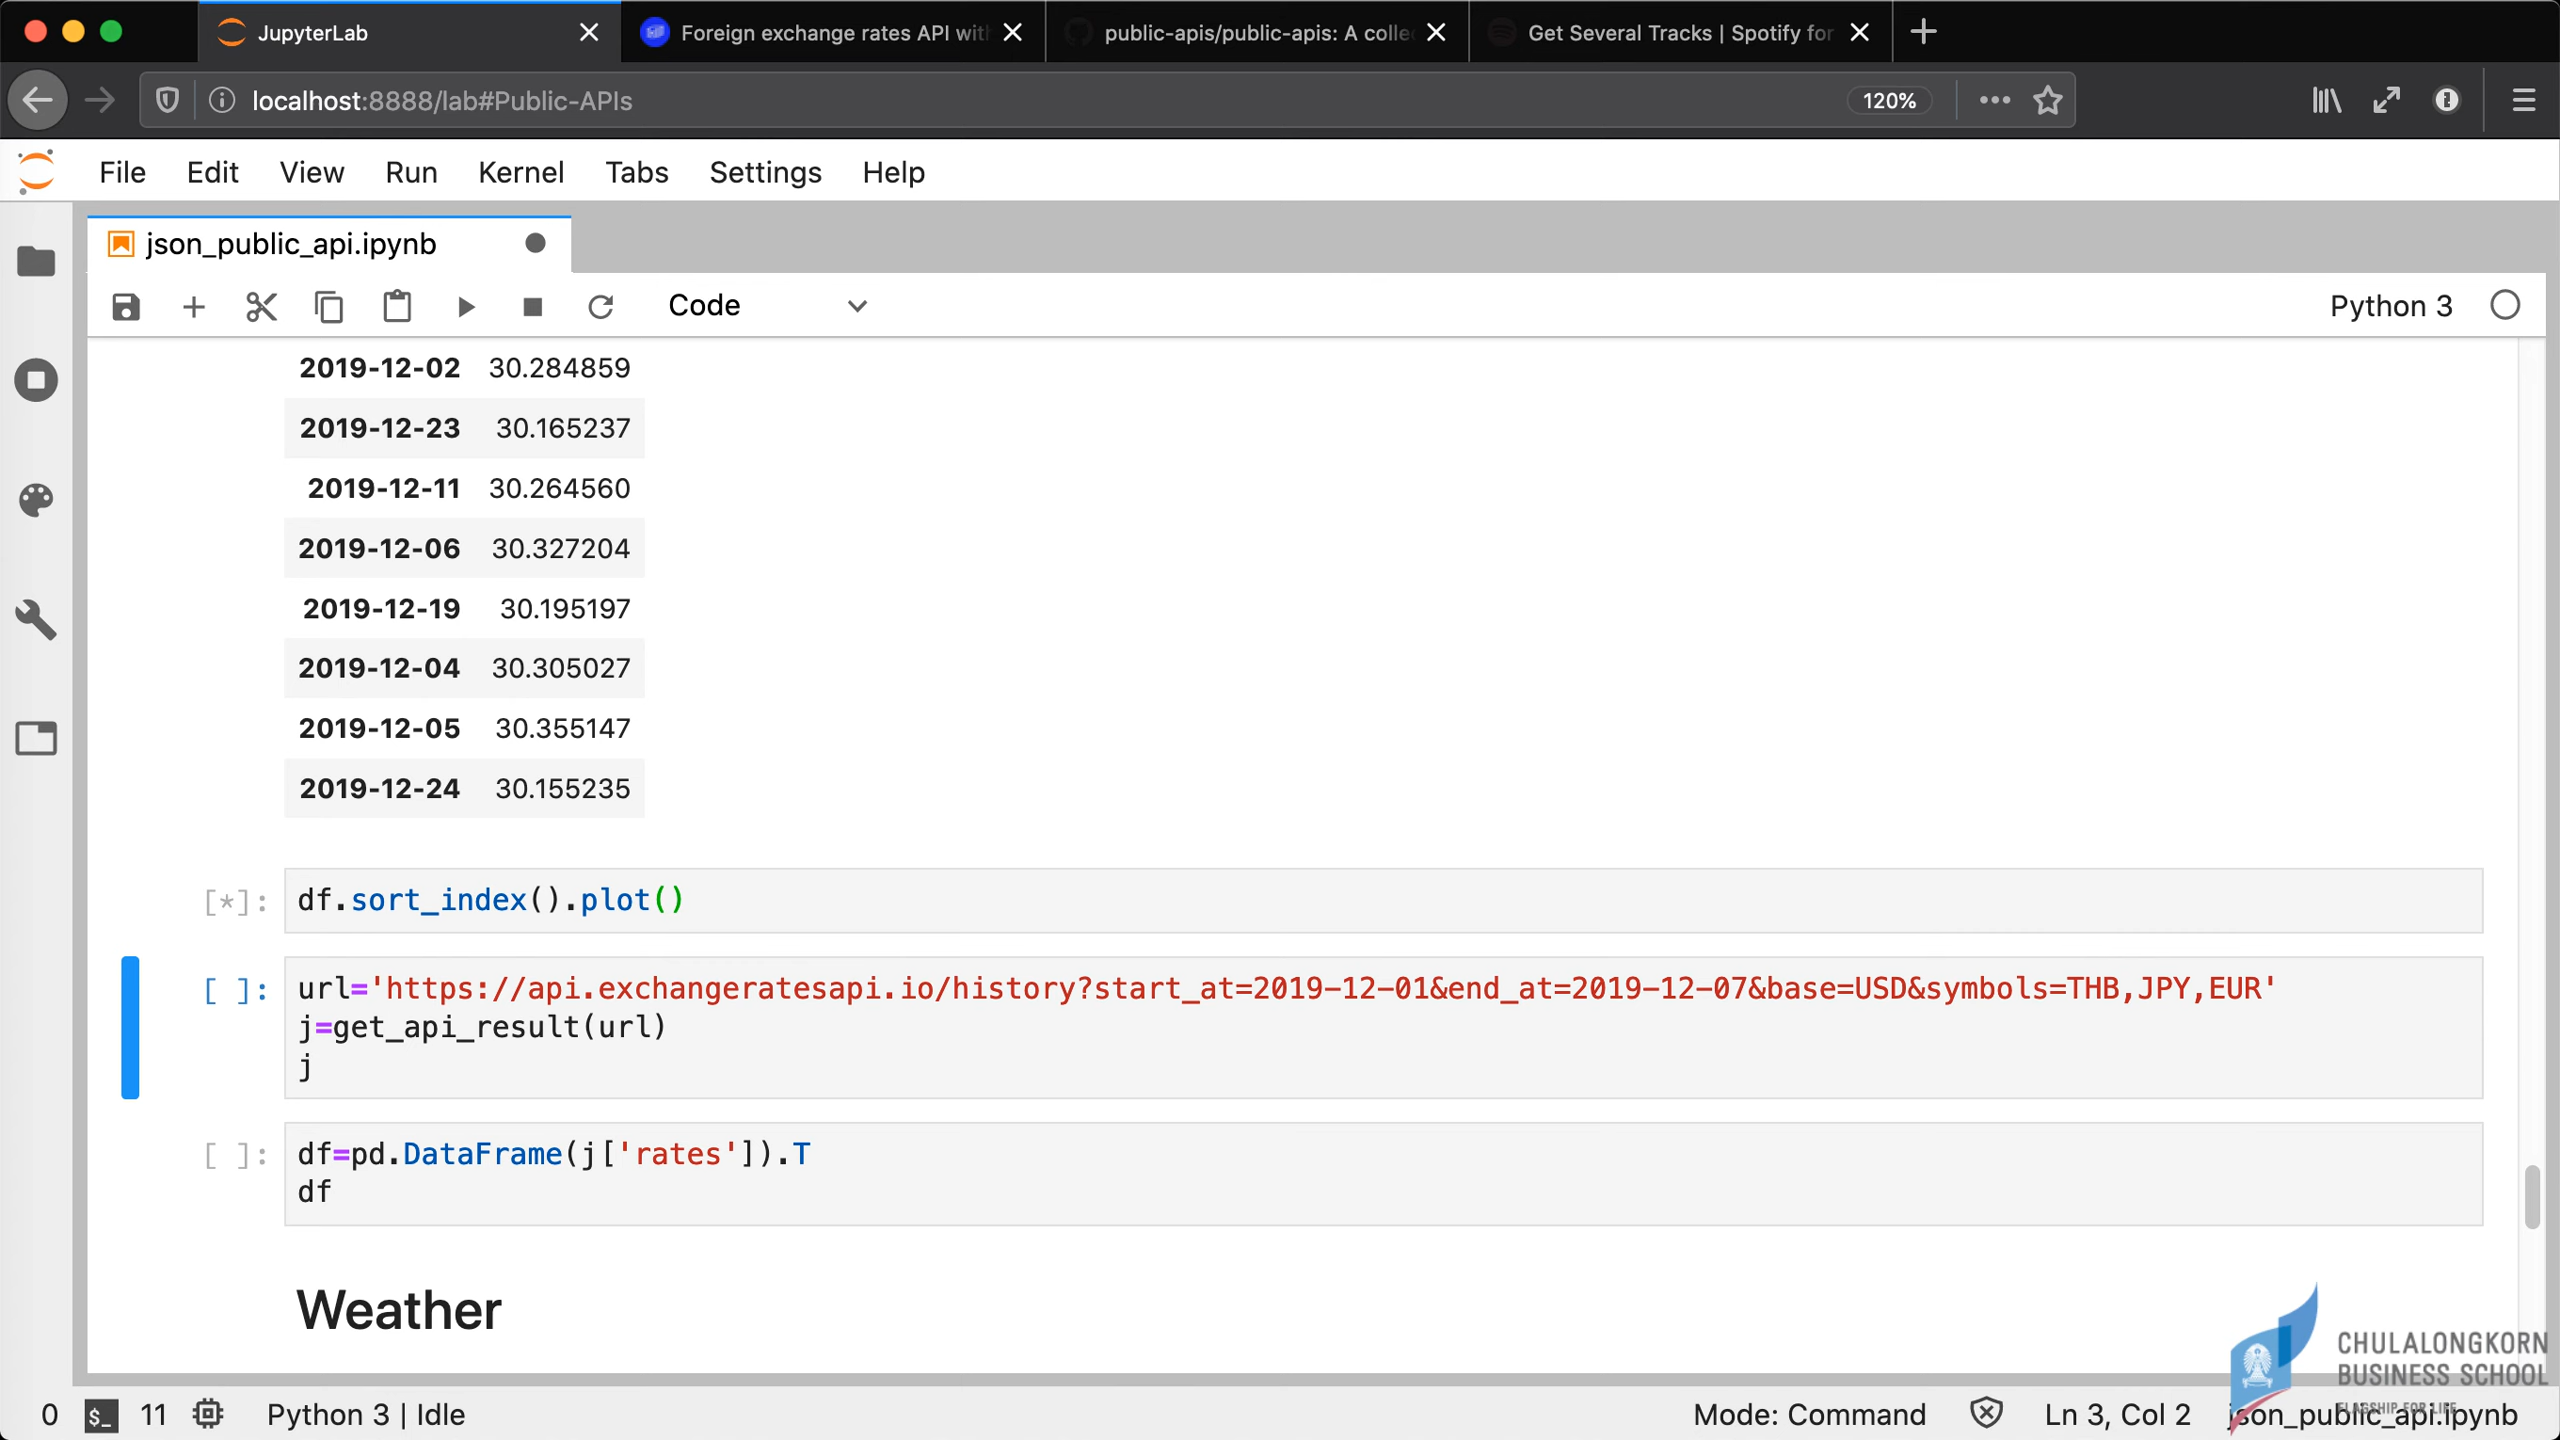 JupyterLab
Foreign exchange rates API wit
public-apis/public-apis: A colle
Get Several Tracks | Spotify for
localhost:8888/lab#Public-APIs
120%
File Edit View Run Kernel Tabs Settings Help
json_public_api.ipynb
Code
Python 3
2019-12-02 30.284859
2019-12-23 30.165237
2019-12-11 30.264560
2019-12-06 30.327204
2019-12-19 30.195197
2019-12-04 30.305027
2019-12-05 30.355147
2019-12-24 30.155235
[*]: df.sort_index().plot()
[ ]: url='https://api.exchangeratesapi.io/history?start_at=2019-12-01&end_at=2019-12-07&base=USD&symbols=THB,JPY,EUR'
j=get_api_result(url)
j
[ ]: df=pd.DataFrame(j['rates']).T
df
Weather
CHULALONGKORN
BUSINESS SCHOOL
FLAGSHIP FOR LIFE
0 $_ 11 Python 3 | Idle
Mode: Command Ln 3, Col 2 json_public_api.ipynb